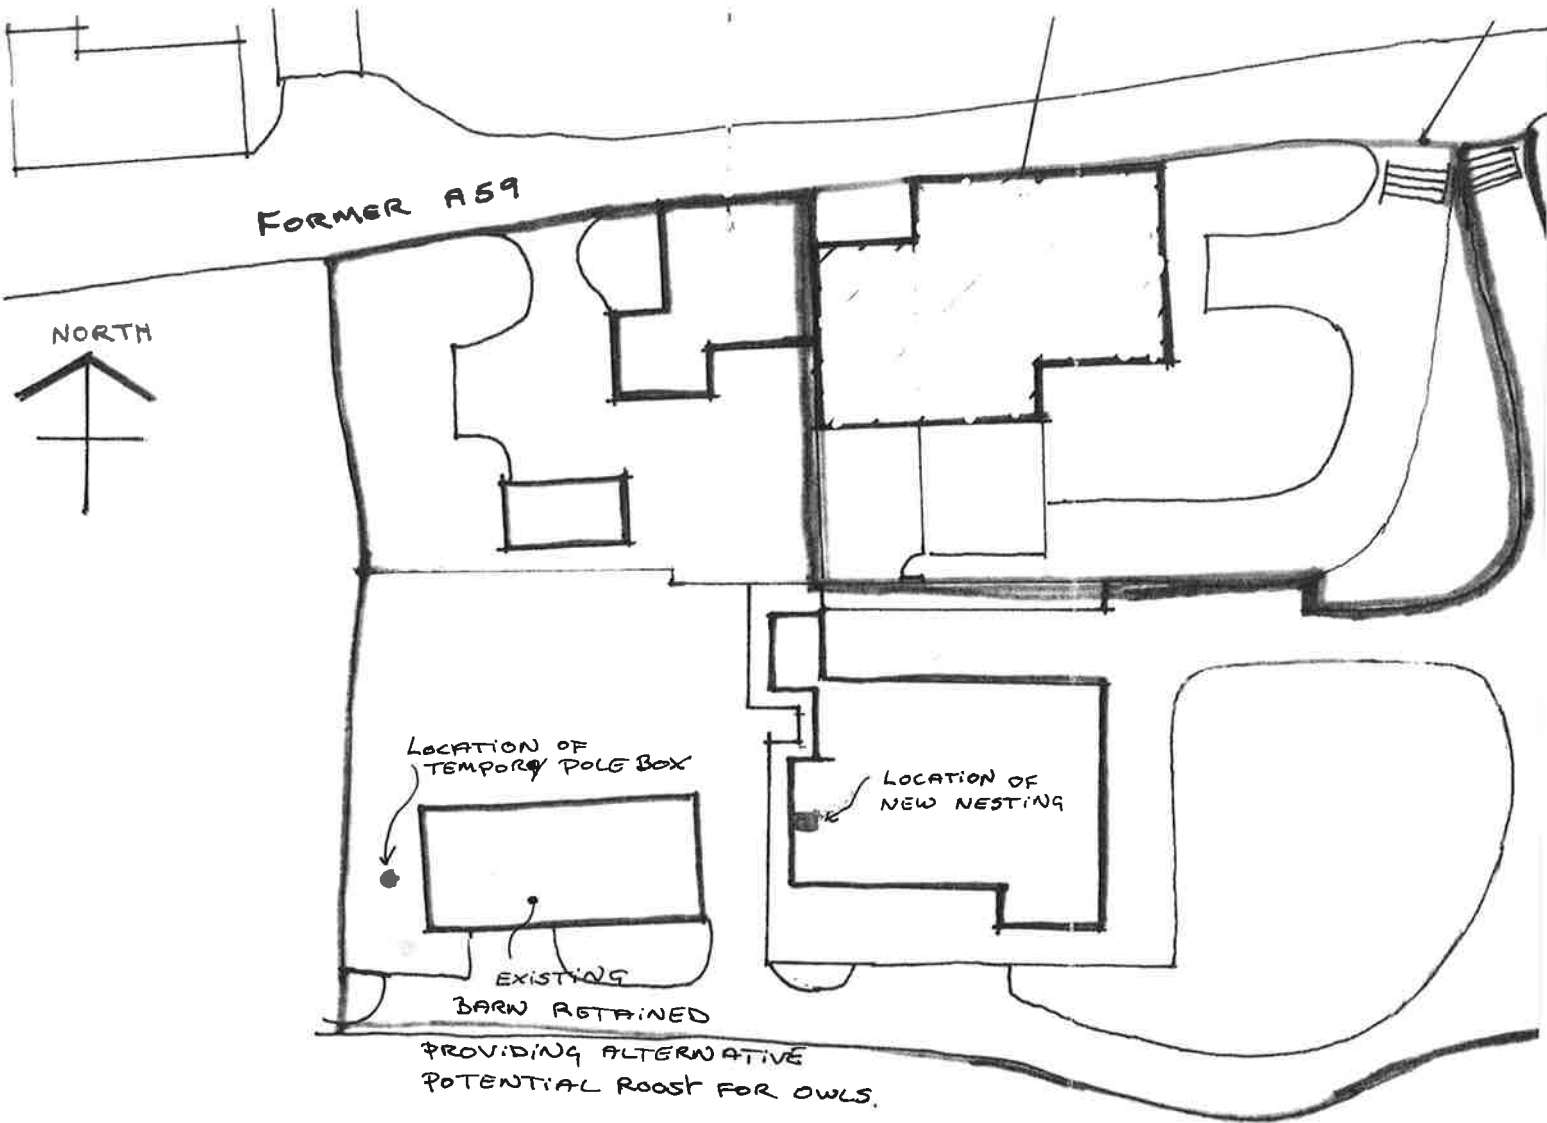 FORMER A59
NORTH
LOCATION OF
TEMPORY POLE BOX
LOCATION OF
NEW NESTING
EXISTING
BARN RETAINED
PROVIDING ALTERNATIVE
POTENTIAL ROOST FOR OWLS.